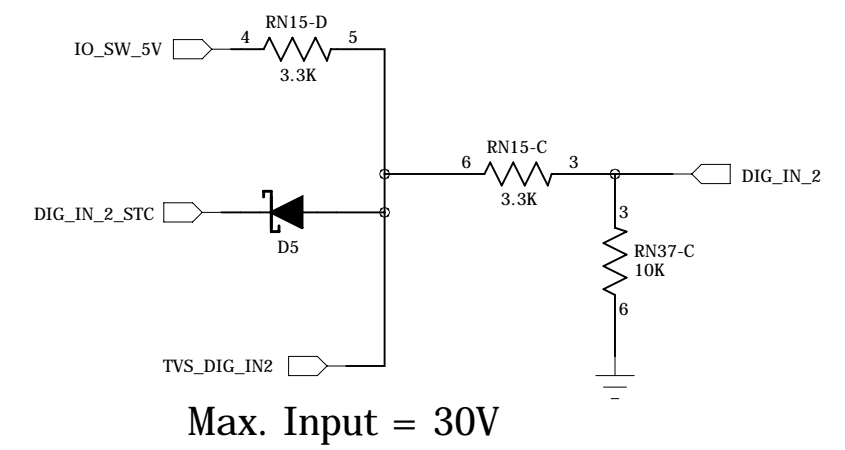 RN15-D
IO_SW_5V
4
5
3.3K
RN15-C
6
3
DIG_IN_2
3.3K
DIG_IN_2_STC
3
D5
RN37-C
10K
6
TVS_DIG_IN2
Max. Input = 30V